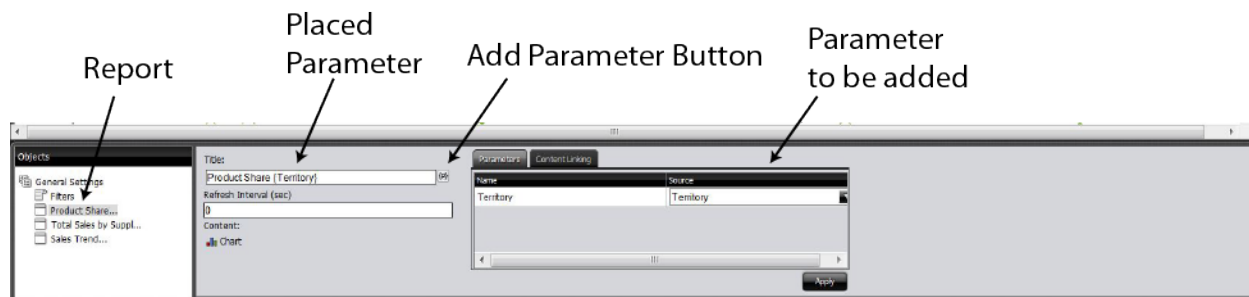 Report
Placed
Parameter
Add Parameter Button
Parameter
to be added
Objects
General Settings
Filters
Product Share...
Total Sales by Suppl...
Sales Trend...
Title:
Product Share {Territory}
Refresh Interval (sec)
0
Content:
Chart
Parameters
Content Linking
Name
Source
Territory
Territory
Apply